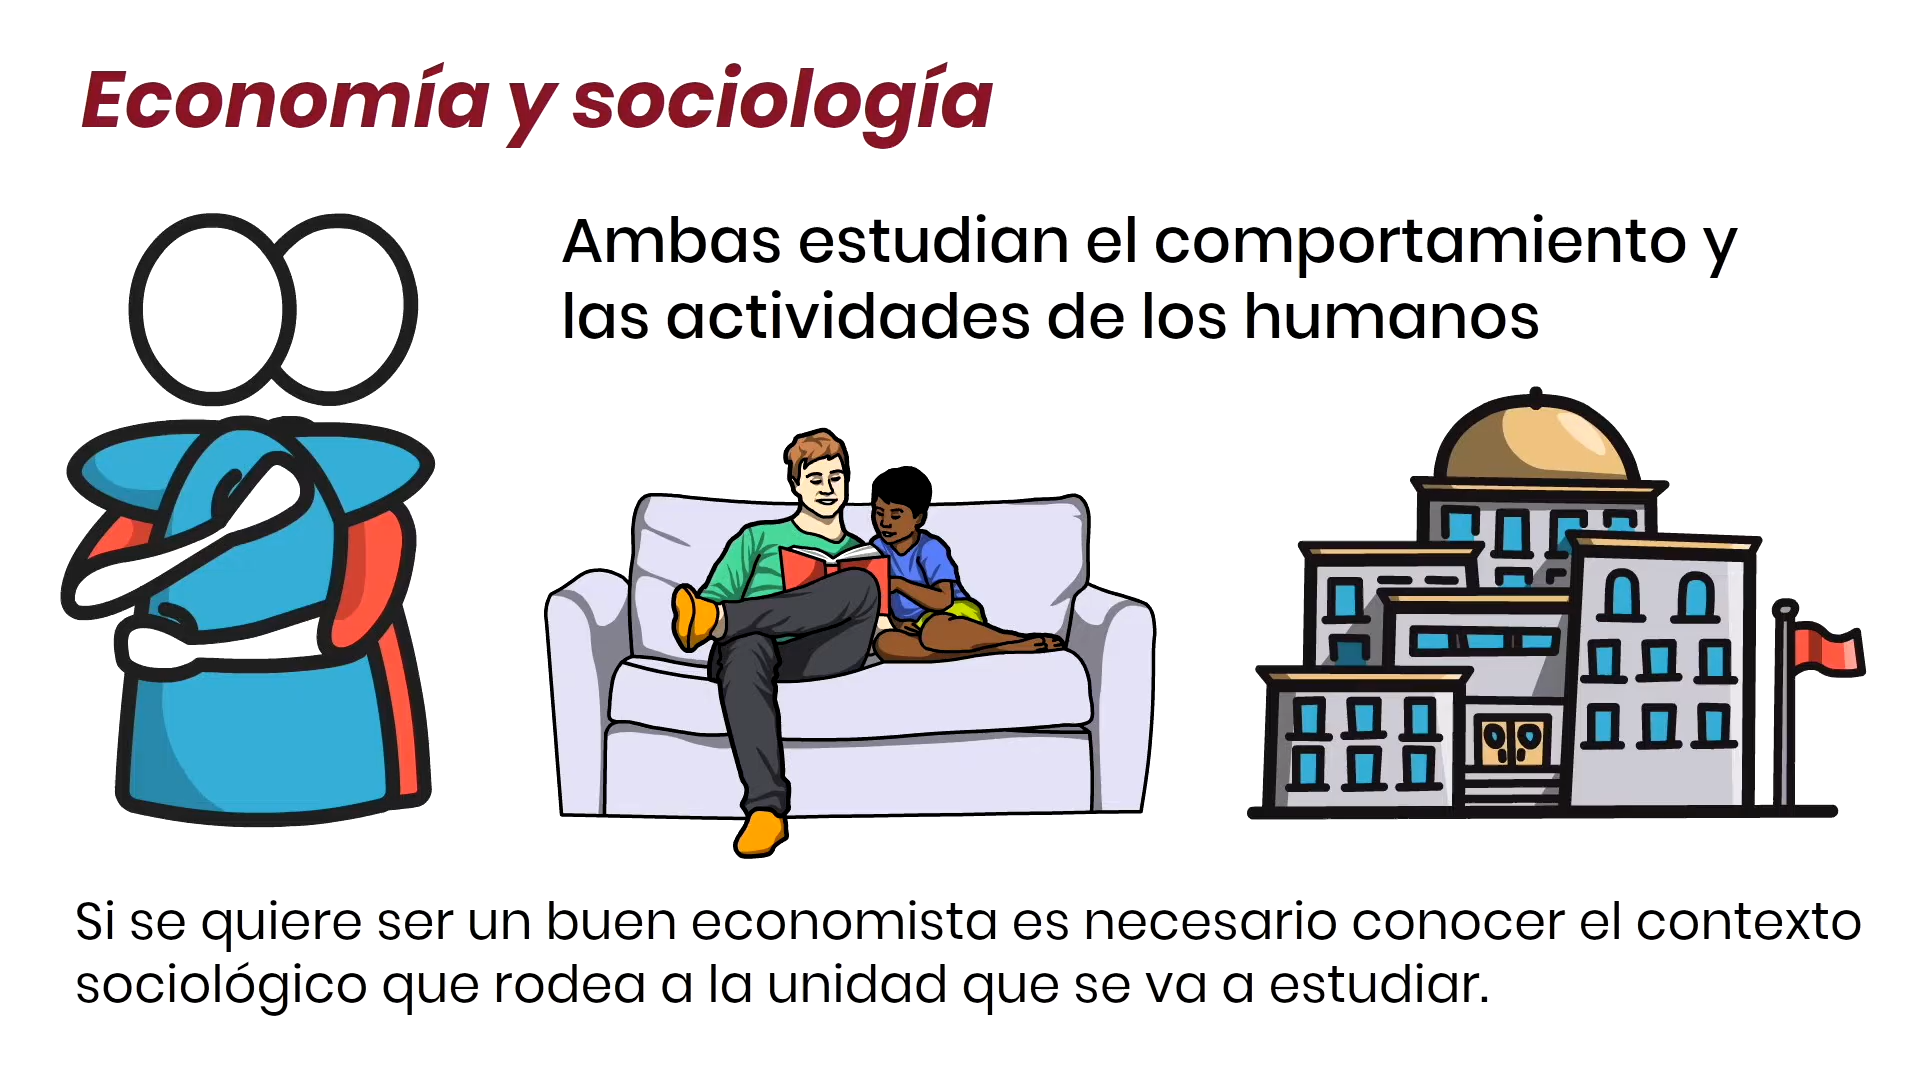 Economía y sociología
Ambas estudian el comportamiento y
las actividades de los humanos
Si se quiere ser un buen economista es necesario conocer el contexto
sociológico que rodea a la unidad que se va a estudiar.